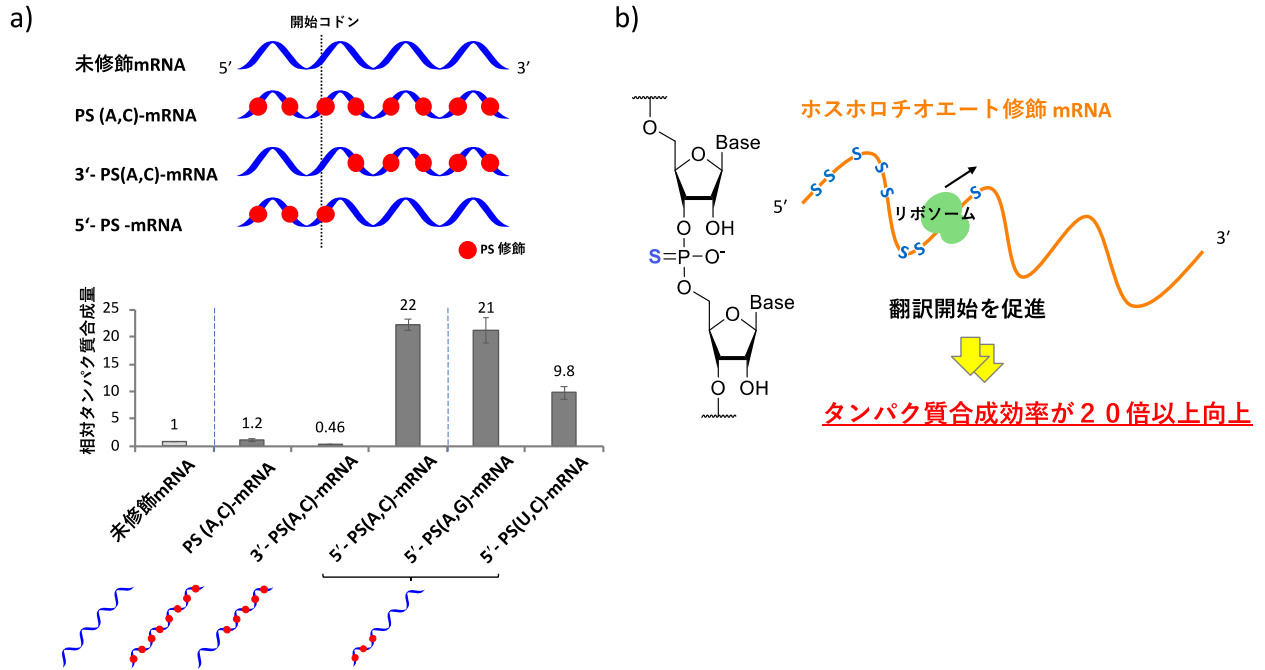 a)
開始コドン
未修飾mRNA
5′
3′
PS (A,C)-mRNA
3‘- PS(A,C)-mRNA
5‘- PS -mRNA
PS 修飾
相対タンパク質合成量
25
20
15
10
5
0
1
1.2
0.46
22
21
9.8
未修飾mRNA
PS (A,C)-mRNA
3′- PS(A,C)-mRNA
5′- PS(A,C)-mRNA
5′- PS(A,G)-mRNA
5′- PS(U,C)-mRNA
b)
O
O
Base
O
OH
S=P-O-
O
O
Base
O
OH
ホスホロチオエート修飾 mRNA
5′
S
S
S
S
S
S
S
S
リボソーム
3′
翻訳開始を促進
タンパク質合成効率が２０倍以上向上